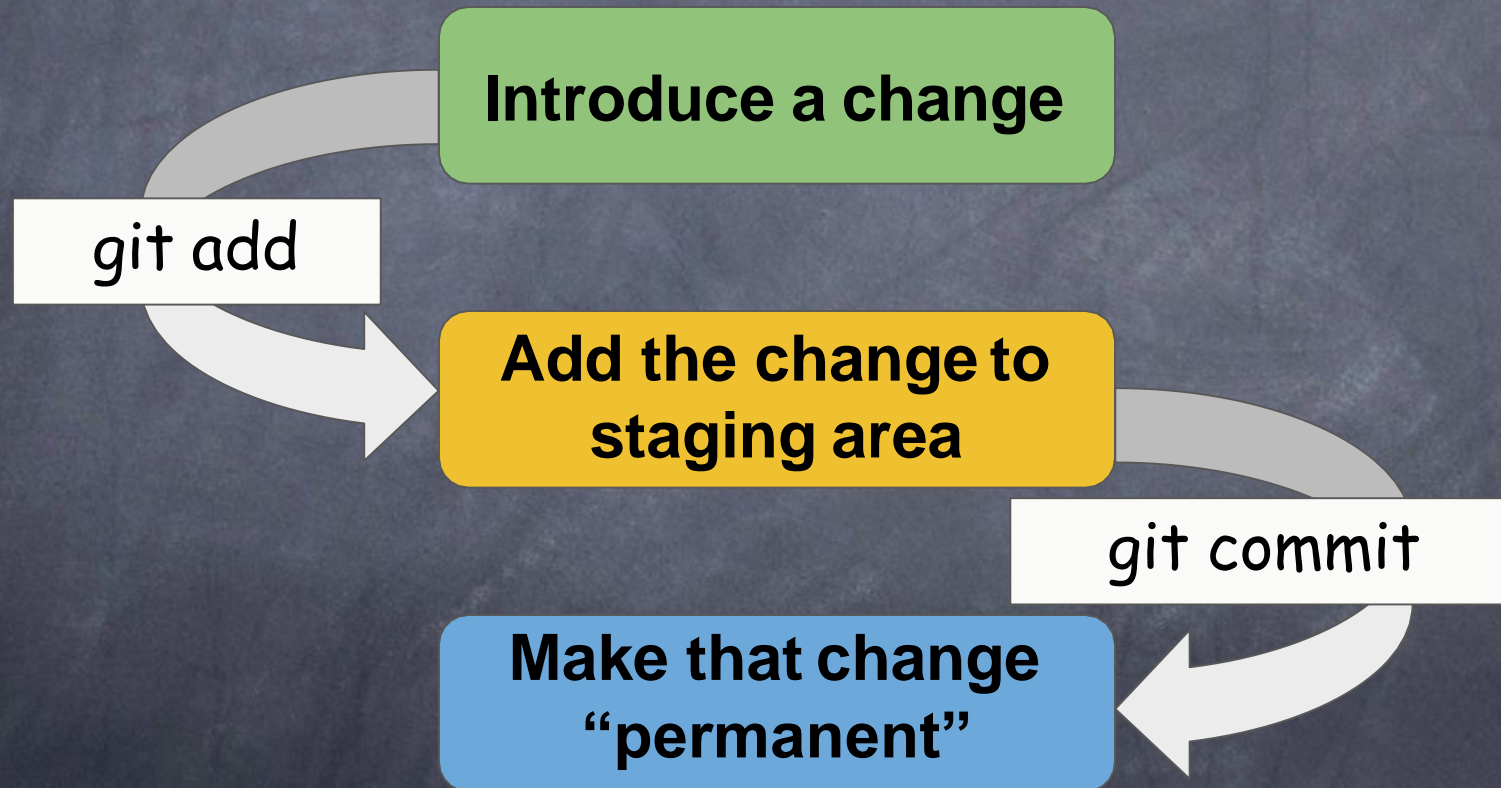 Introduce a change
git add
Add the change to
staging area
git commit
Make that change
“permanent”